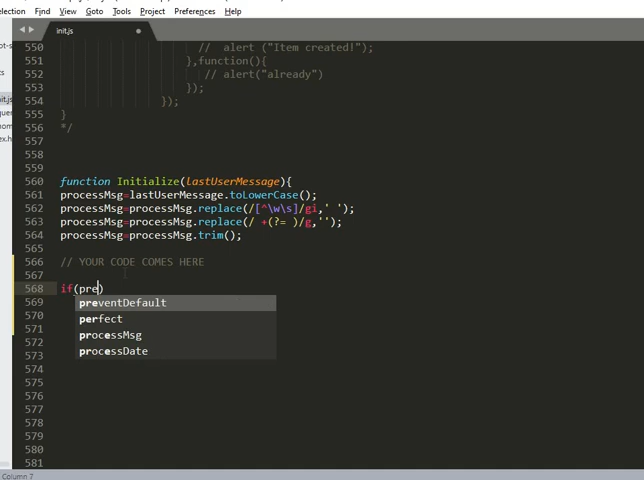 election Find View Goto Tools Project Preferences Help
init.js
550 // alert ("Item created!");
551 },function(){
552 // alert("already")
553 });
554 });
555 }
556 */
557
558
559
560 function Initialize(lastUserMessage){
561 processMsg=lastUserMessage.toLowerCase();
562 processMsg=processMsg.replace(/[^\w\s]/gi,' ');
563 processMsg=processMsg.replace(/ +(?= )/g,'');
564 processMsg=processMsg.trim();
565
566 // YOUR CODE COMES HERE
567
568 if(pre)
569 preventDefault
570 perfect
571 processMsg
572 processDate
573
574
575
576
577
578
579
580
581
Column 7